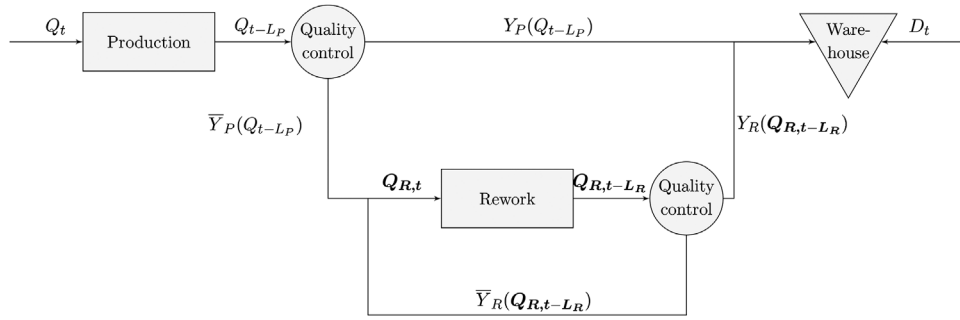 Q_t
Production
Q_{t−L_P}
Quality
control
Y_P(Q_{t−L_P})
Ware-
house
D_t
\overline{Y}_P(Q_{t−L_P})
Y_R(Q_{R,t−L_R})
Q_{R,t}
Rework
Q_{R,t−L_R}
Quality
control
\overline{Y}_R(Q_{R,t−L_R})